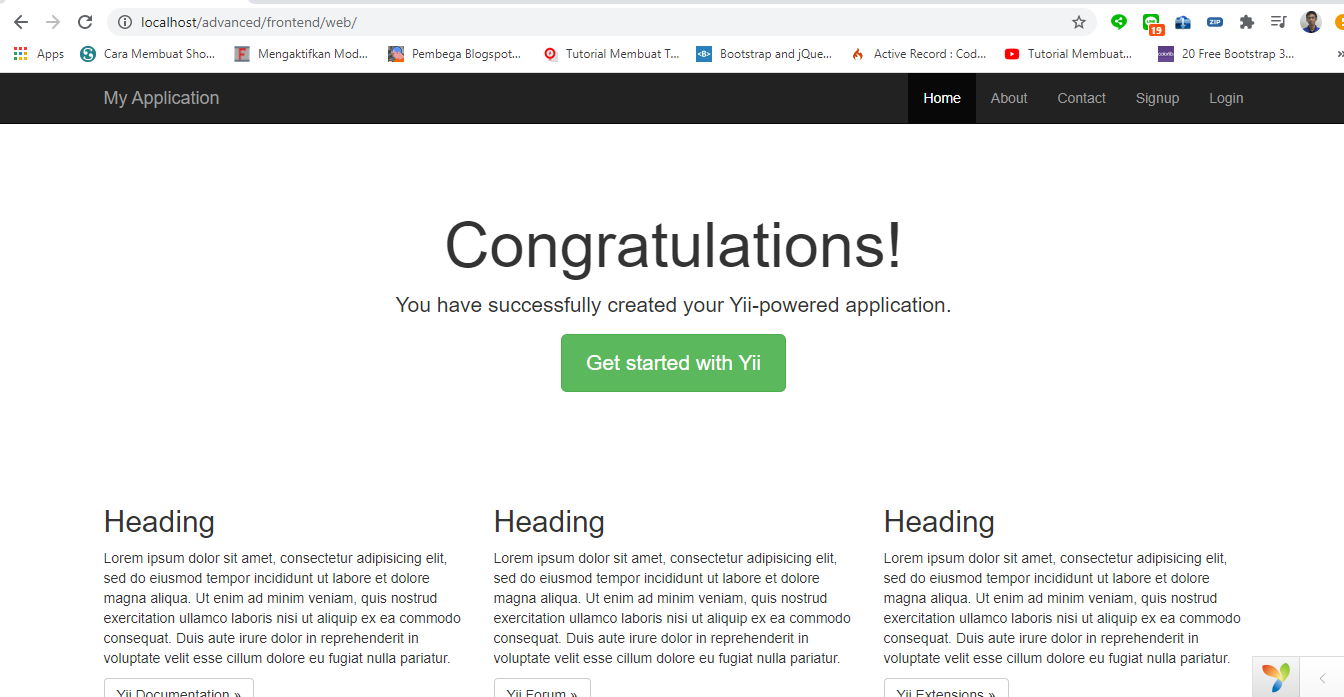 localhost/advanced/frontend/web/
19
ZIP
Apps
Cara Membuat Sho...
Mengaktifkan Mod...
Pembega Blogspot...
Tutorial Membuat T...
Bootstrap and jQue...
Active Record : Cod...
Tutorial Membuat...
20 Free Bootstrap 3...
»
My Application
Home
About
Contact
Signup
Login
Congratulations!
You have successfully created your Yii-powered application.
Get started with Yii
Heading
Lorem ipsum dolor sit amet, consectetur adipisicing elit,
sed do eiusmod tempor incididunt ut labore et dolore
magna aliqua. Ut enim ad minim veniam, quis nostrud
exercitation ullamco laboris nisi ut aliquip ex ea commodo
consequat. Duis aute irure dolor in reprehenderit in
voluptate velit esse cillum dolore eu fugiat nulla pariatur.
Yii Documentation »
Heading
Lorem ipsum dolor sit amet, consectetur adipisicing elit,
sed do eiusmod tempor incididunt ut labore et dolore
magna aliqua. Ut enim ad minim veniam, quis nostrud
exercitation ullamco laboris nisi ut aliquip ex ea commodo
consequat. Duis aute irure dolor in reprehenderit in
voluptate velit esse cillum dolore eu fugiat nulla pariatur.
Yii Forum »
Heading
Lorem ipsum dolor sit amet, consectetur adipisicing elit,
sed do eiusmod tempor incididunt ut labore et dolore
magna aliqua. Ut enim ad minim veniam, quis nostrud
exercitation ullamco laboris nisi ut aliquip ex ea commodo
consequat. Duis aute irure dolor in reprehenderit in
voluptate velit esse cillum dolore eu fugiat nulla pariatur.
Yii Extensions »